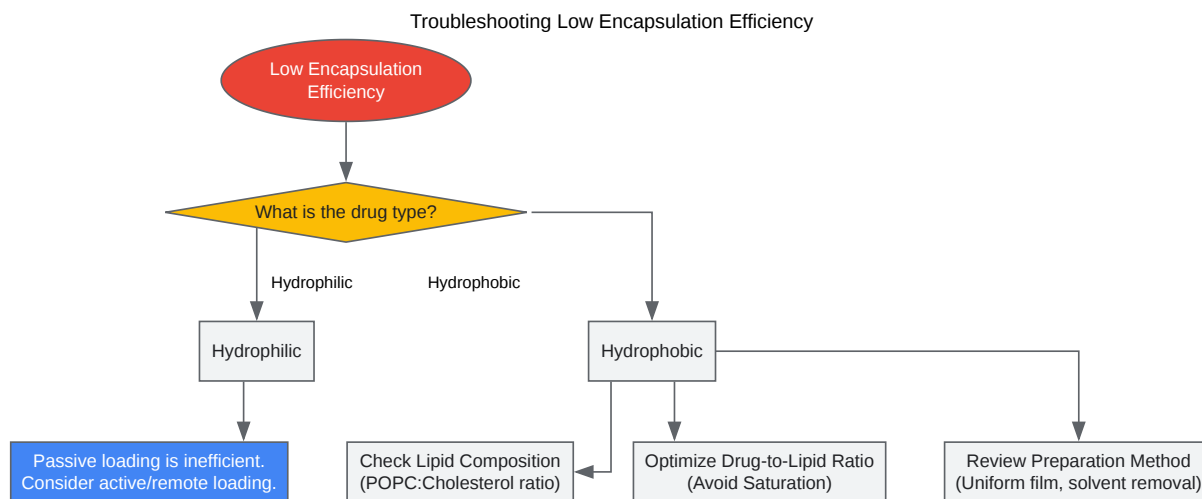 Troubleshooting Low Encapsulation Efficiency
Low Encapsulation
Efficiency
What is the drug type?
Hydrophilic
Hydrophobic
Hydrophilic
Hydrophobic
Passive loading is inefficient.
Consider active/remote loading.
Check Lipid Composition
(POPC:Cholesterol ratio)
Optimize Drug-to-Lipid Ratio
(Avoid Saturation)
Review Preparation Method
(Uniform film, solvent removal)